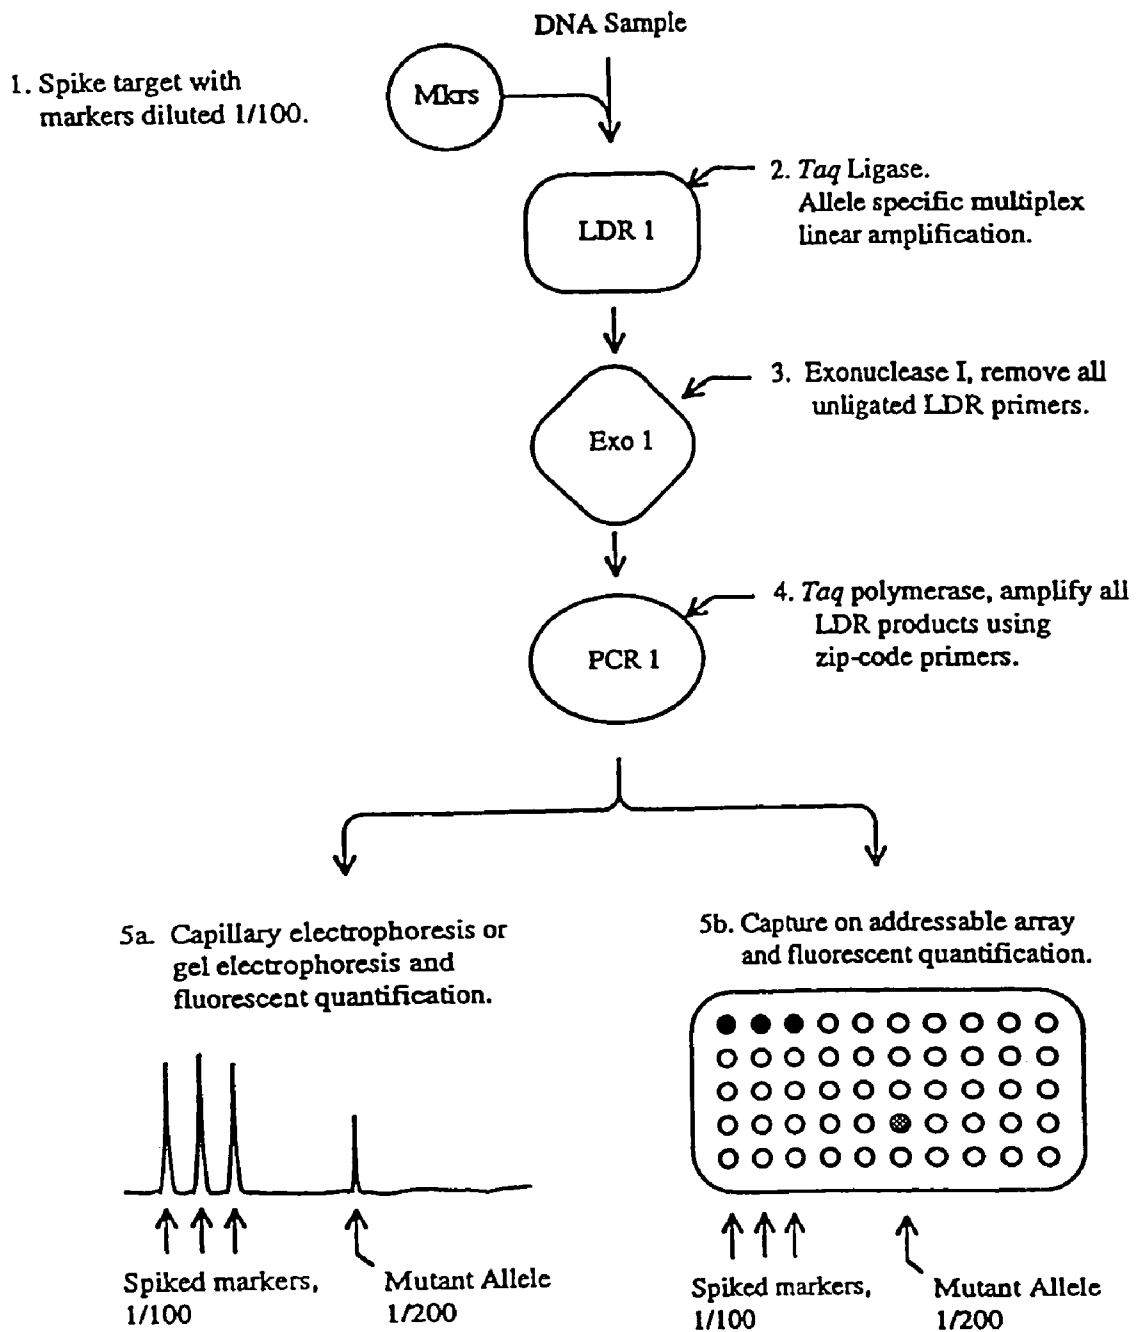 DNA Sample
1. Spike target with
markers diluted 1/100.
Mkrs
2. Taq Ligase.
Allele specific multiplex
linear amplification.
LDR 1
3. Exonuclease I, remove all
unligated LDR primers.
Exo 1
4. Taq polymerase, amplify all
LDR products using
zip-code primers.
PCR 1
5a. Capillary electrophoresis or
gel electrophoresis and
fluorescent quantification.
5b. Capture on addressable array
and fluorescent quantification.
Spiked markers,
1/100
Mutant Allele
1/200
Spiked markers,
1/100
Mutant Allele
1/200